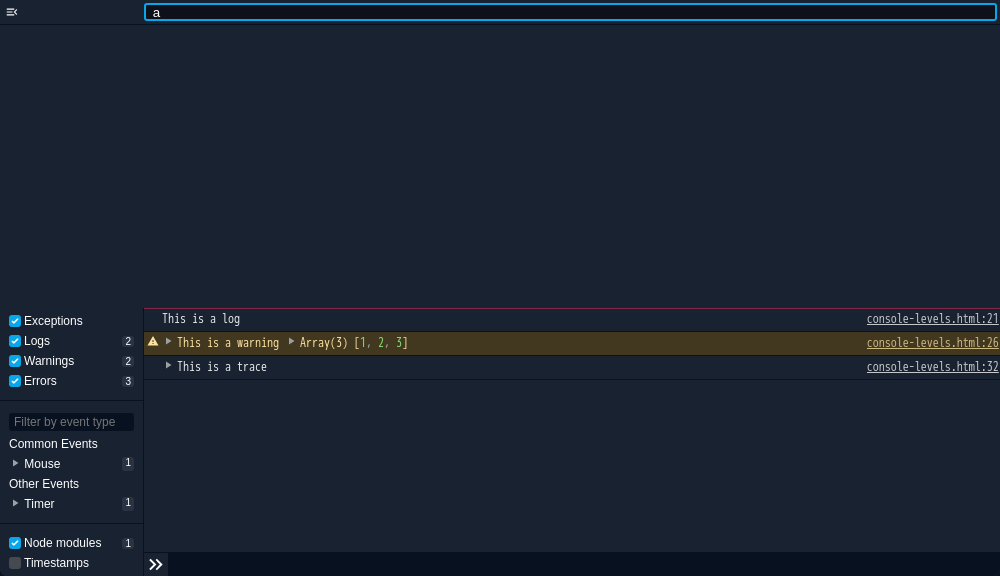 a
Exceptions
Logs 2
Warnings 2
Errors 3
Filter by event type
Common Events
Mouse 1
Other Events
Timer 1
Node modules 1
Timestamps
This is a log console-levels.html:21
This is a warning Array(3) [1, 2, 3] console-levels.html:26
This is a trace console-levels.html:32